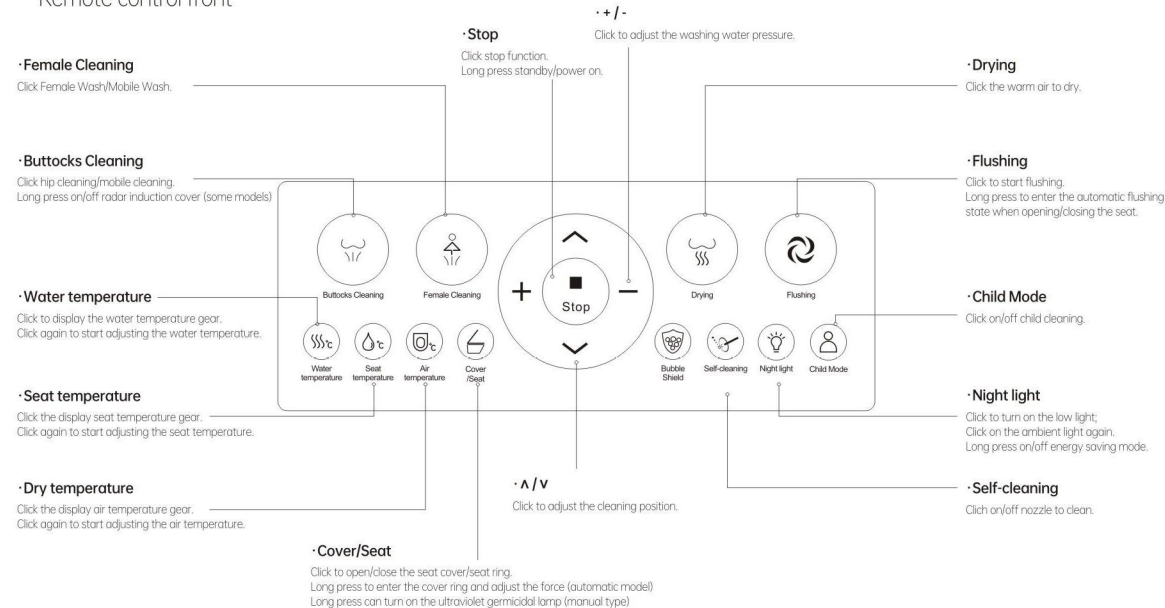 Remote control front
·+/-
Click to adjust the washing water pressure.
·Stop
Click stop function.
Long press standby/power on.
·Female Cleaning
Click Female Wash/Mobile Wash.
·Drying
Click the warm air to dry.
·Buttocks Cleaning
Click hip cleaning/mobile cleaning.
Long press on/off radar induction cover (some models)
·Flushing
Click to start flushing.
Long press to enter the automatic flushing
state when opening/closing the seat.
Buttocks Cleaning
Female Cleaning
+
∧
Stop
∨
−
Drying
Flushing
·Water temperature
Click to display the water temperature gear.
Click again to start adjusting the water temperature.
·Child Mode
Click on/off child cleaning.
°C
Water
temperature
°C
Seat
temperature
°C
Air
temperature
Cover
/Seat
Bubble
Shield
Self-cleaning
Night light
Child Mode
·Seat temperature
Click the display seat temperature gear.
Click again to start adjusting the seat temperature.
·Night light
Click to turn on the low light;
Click on the ambient light again.
Long press on/off energy saving mode.
·Dry temperature
Click the display air temperature gear.
Click again to start adjusting the air temperature.
·∧/∨
Click to adjust the cleaning position.
·Self-cleaning
Clich on/off nozzle to clean.
·Cover/Seat
Click to open/close the seat cover/seat ring.
Long press to enter the cover ring and adjust the force (automatic model)
Long press can turn on the ultraviolet germicidal lamp (manual type)